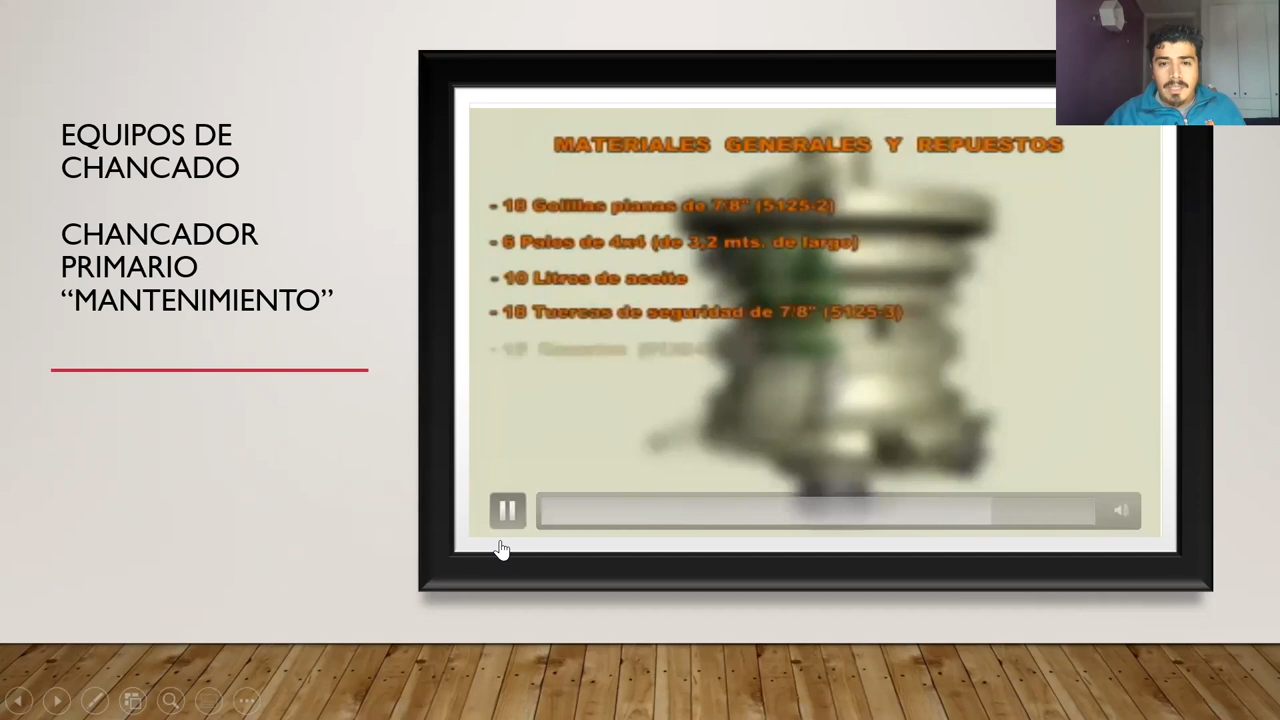 EQUIPOS DE
CHANCADO
CHANCADOR
PRIMARIO
“MANTENIMIENTO”
MATERIALES GENERALES Y REPUESTOS
- 18 Golillas planas de 7/8" (5125-2)
- 6 Palos de 4x4 (de 3,2 mts. de largo)
- 10 Litros de aceite
- 18 Tuercas de seguridad de 7/8" (5125-3)